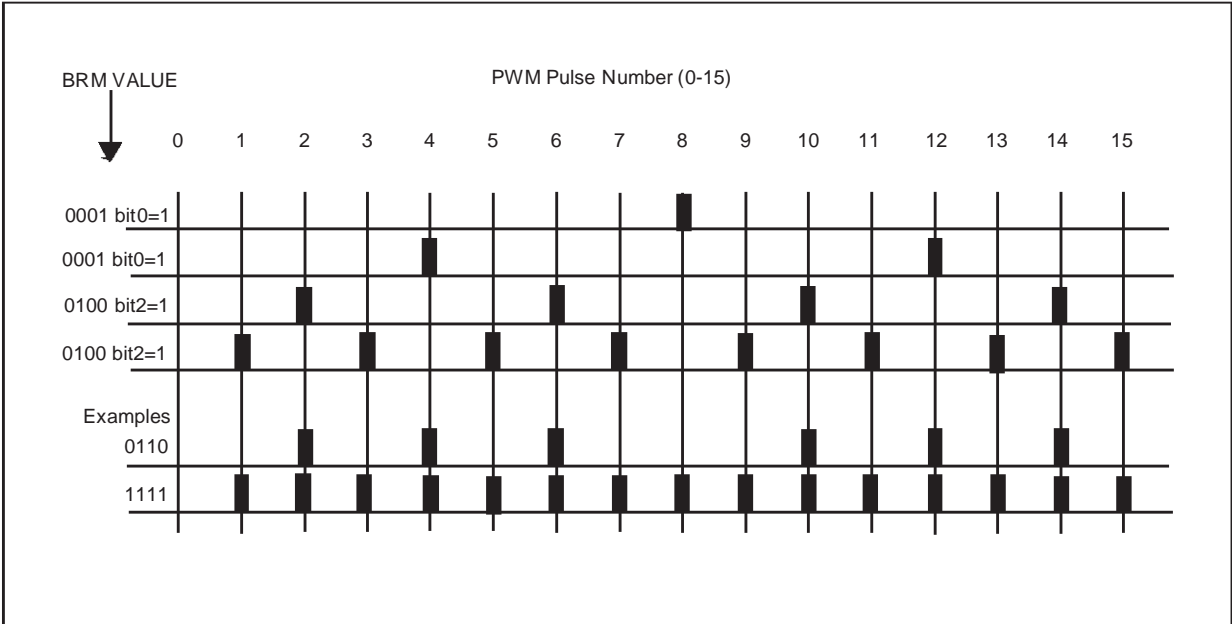 BRM VALUE
PWM Pulse Number (0-15)
0 1 2 3 4 5 6 7 8 9 10 11 12 13 14 15
0001 bit0=1
0001 bit0=1
0100 bit2=1
0100 bit2=1
Examples
0110
1111